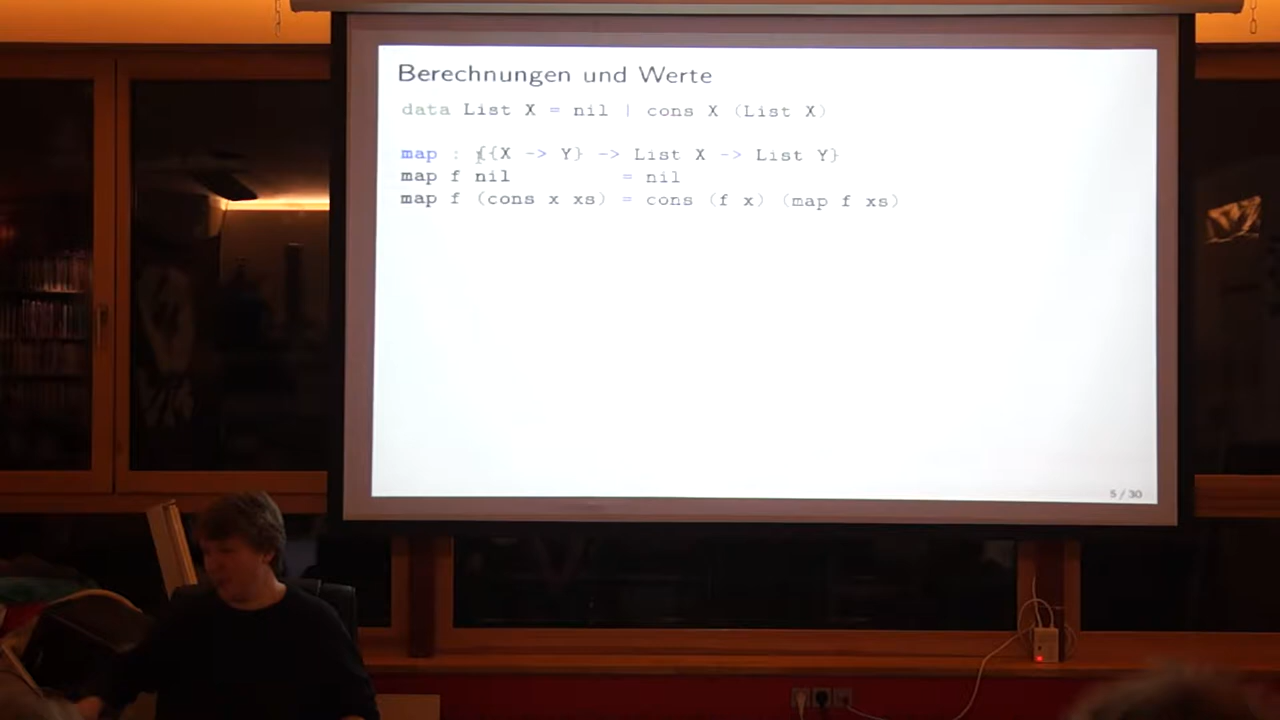 Berechnungen und Werte
data List X = nil | cons X (List X)
map : {{X -> Y} -> List X -> List Y}
map f nil = nil
map f (cons x xs) = cons (f x) (map f xs)
5 / 30